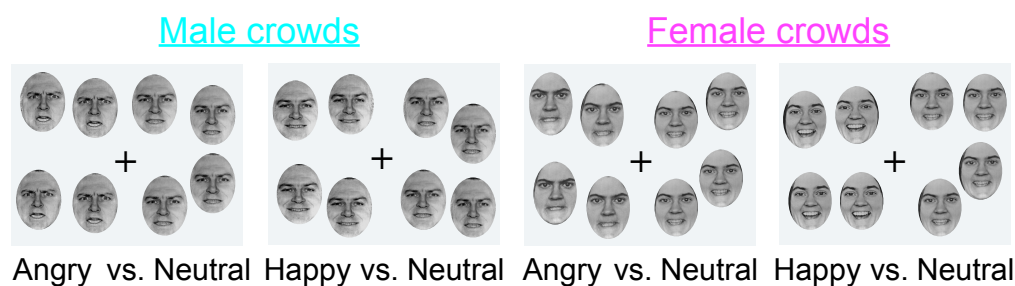 Male crowds
Female crowds
Angry vs. Neutral
Happy vs. Neutral
Angry vs. Neutral
Happy vs. Neutral